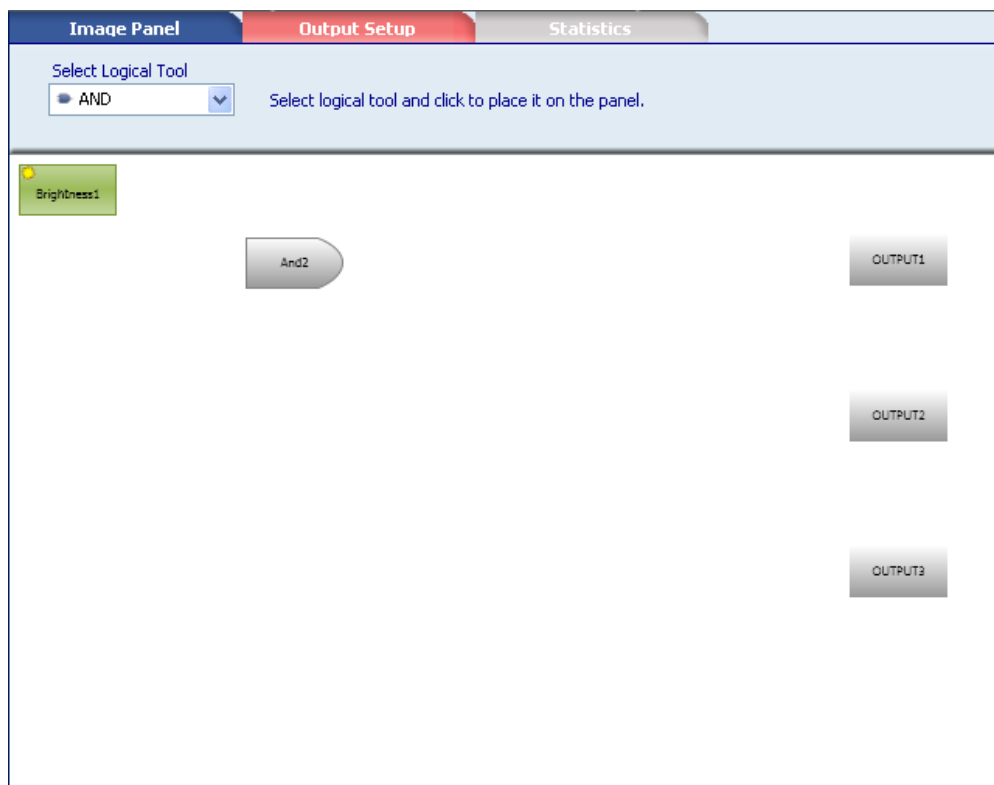 Image Panel Output Setup Statistics
Select Logical Tool
AND
Select logical tool and click to place it on the panel.
Brightness1
And2
OUTPUT1
OUTPUT2
OUTPUT3